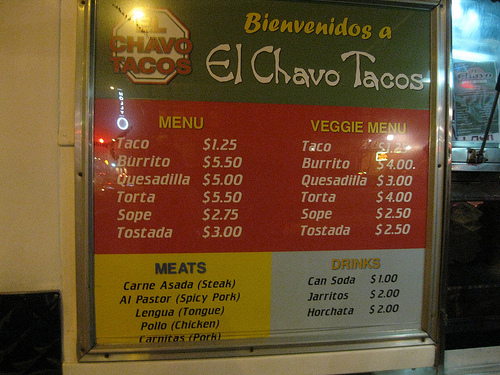 EL
CHAVO
TACOS
Bienvenidos a
El Chavo Tacos
MENU
Taco $1.25
Burrito $5.50
Quesadilla $5.00
Torta $5.50
Sope $2.75
Tostada $3.00
VEGGIE MENU
Taco
Burrito $4.00
Quesadilla $3.00
Torta $4.00
Sope $2.50
Tostada $2.50
MEATS
Carne Asada (Steak)
Al Pastor (Spicy Pork)
Lengua (Tongue)
Pollo (Chicken)
Carnitas (Pork)
DRINKS
Can Soda $1.00
Jarritos $2.00
Horchata $2.00